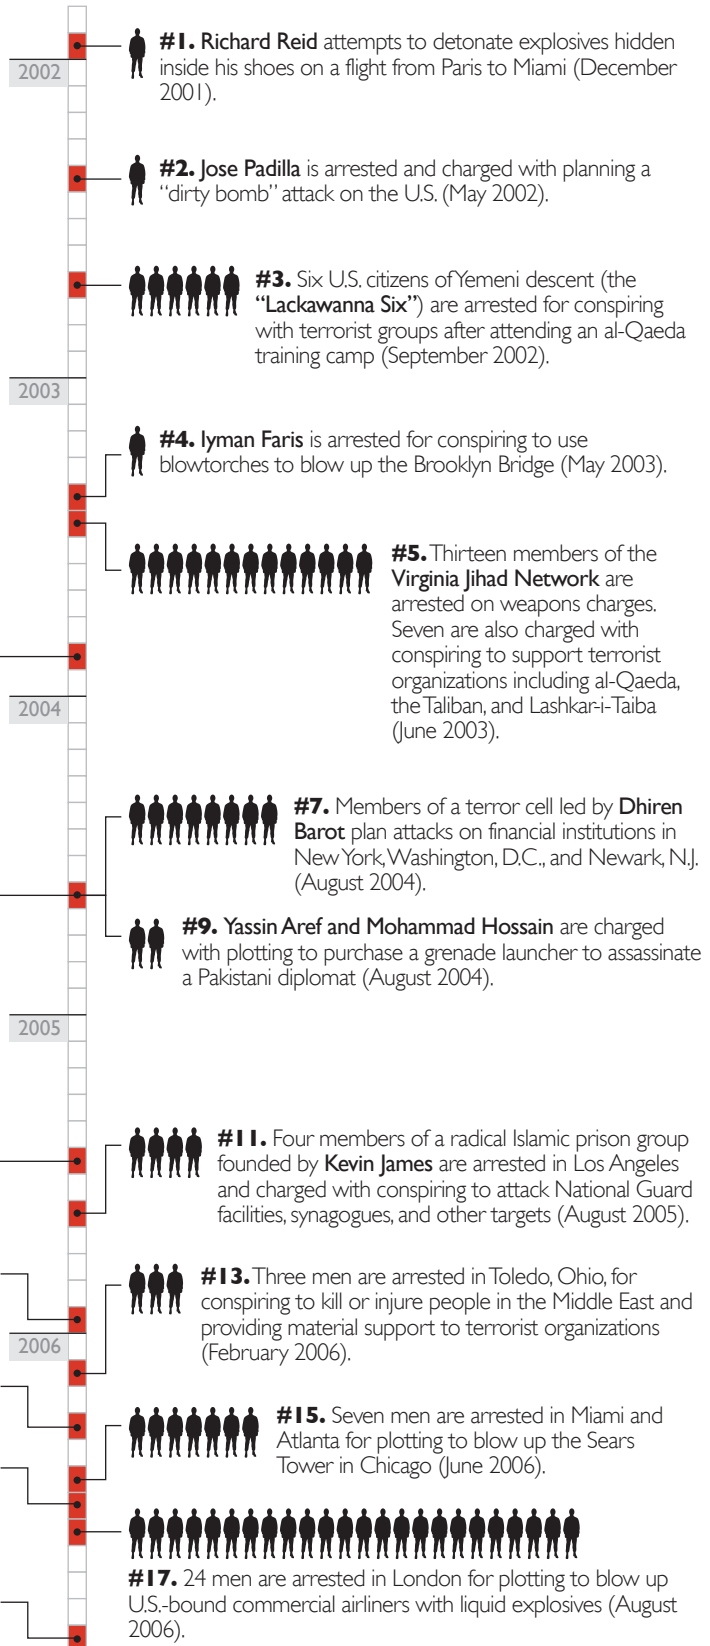 #1. Richard Reid attempts to detonate explosives hidden
inside his shoes on a flight from Paris to Miami (December
2001).
2002
#2. Jose Padilla is arrested and charged with planning a
“dirty bomb” attack on the U.S. (May 2002).
#3. Six U.S. citizens of Yemeni descent (the
“Lackawanna Six”) are arrested for conspiring
with terrorist groups after attending an al-Qaeda
training camp (September 2002).
2003
#4. Iyman Faris is arrested for conspiring to use
blowtorches to blow up the Brooklyn Bridge (May 2003).
#5. Thirteen members of the
Virginia Jihad Network are
arrested on weapons charges.
Seven are also charged with
conspiring to support terrorist
organizations including al-Qaeda,
the Taliban, and Lashkar-i-Taiba
(June 2003).
2004
#7. Members of a terror cell led by Dhiren
Barot plan attacks on financial institutions in
New York, Washington, D.C., and Newark, N.J.
(August 2004).
#9. Yassin Aref and Mohammad Hossain are charged
with plotting to purchase a grenade launcher to assassinate
a Pakistani diplomat (August 2004).
2005
#11. Four members of a radical Islamic prison group
founded by Kevin James are arrested in Los Angeles
and charged with conspiring to attack National Guard
facilities, synagogues, and other targets (August 2005).
#13. Three men are arrested in Toledo, Ohio, for
conspiring to kill or injure people in the Middle East and
providing material support to terrorist organizations
(February 2006).
2006
#15. Seven men are arrested in Miami and
Atlanta for plotting to blow up the Sears
Tower in Chicago (June 2006).
#17. 24 men are arrested in London for plotting to blow up
U.S.-bound commercial airliners with liquid explosives (August
2006).